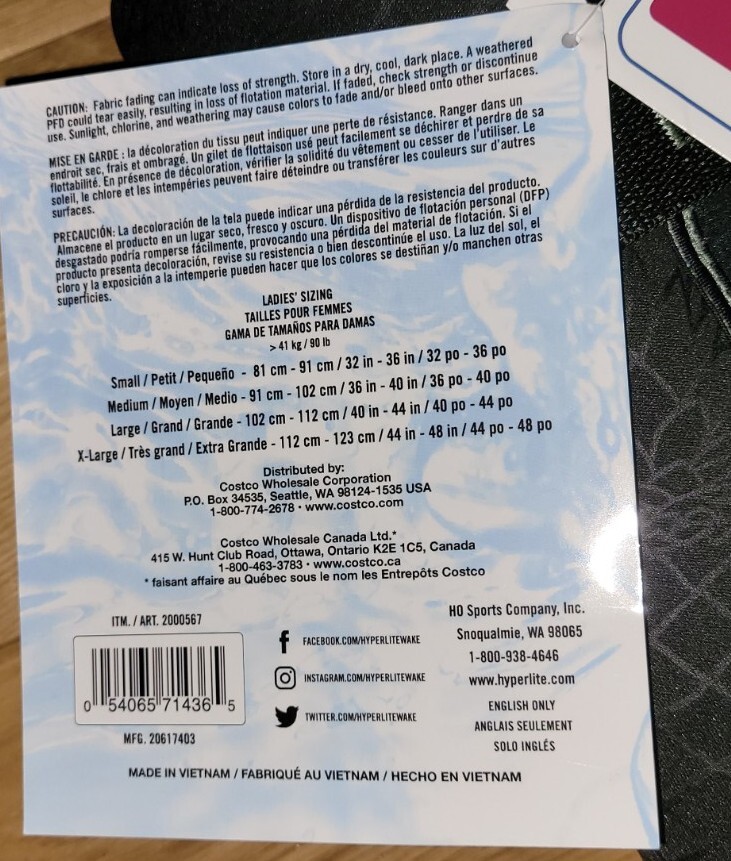 CAUTION: Fabric fading can indicate loss of strength. Store in a dry, cool, dark place. A weathered
PFD could tear easily, resulting in loss of flotation material. If faded, check strength or discontinue
use. Sunlight, chlorine, and weathering may cause colors to fade and/or bleed onto other surfaces.
MISE EN GARDE : la décoloration du tissu peut indiquer une perte de résistance. Ranger dans un
endroit sec, frais et ombragé. Un gilet de flottaison usé peut facilement se déchirer et perdre de sa
flottabilité. En présence de décoloration, vérifier la solidité du vêtement ou cesser de l'utiliser. Le
soleil, le chlore et les intempéries peuvent faire déteindre ou transférer les couleurs sur d'autres
surfaces.
PRECAUCIÓN: La decoloración de la tela puede indicar una pérdida de la resistencia del producto.
Almacene el producto en un lugar seco, fresco y oscuro. Un dispositivo de flotación personal (DFP)
desgastado podría romperse fácilmente, provocando una pérdida del material de flotación. Si el
producto presenta decoloración, revise su resistencia o bien descontinúe el uso. La luz del sol, el
cloro y la exposición a la intemperie pueden hacer que los colores se destiñan y/o manchen otras
superficies.
LADIES' SIZING
TAILLES POUR FEMMES
GAMA DE TAMAÑOS PARA DAMAS
> 41 kg / 90 lb
Small / Petit / Pequeño - 81 cm - 91 cm / 32 in - 36 in / 32 po - 36 po
Medium / Moyen / Medio - 91 cm - 102 cm / 36 in - 40 in / 36 po - 40 po
Large / Grand / Grande - 102 cm - 112 cm / 40 in - 44 in / 40 po - 44 po
X-Large / Très grand / Extra Grande - 112 cm - 123 cm / 44 in - 48 in / 44 po - 48 po
Distributed by:
Costco Wholesale Corporation
P.O. Box 34535, Seattle, WA 98124-1535 USA
1-800-774-2678 • www.costco.com
Costco Wholesale Canada Ltd.*
415 W. Hunt Club Road, Ottawa, Ontario K2E 1C5, Canada
1-800-463-3783 • www.costco.ca
* faisant affaire au Québec sous le nom les Entrepôts Costco
ITM. / ART. 2000567
0 54065 71436 5
MFG. 20617403
FACEBOOK.COM/HYPERLITEWAKE
INSTAGRAM.COM/HYPERLITEWAKE
TWITTER.COM/HYPERLITEWAKE
HO Sports Company, Inc.
Snoqualmie, WA 98065
1-800-938-4646
www.hyperlite.com
ENGLISH ONLY
ANGLAIS SEULEMENT
SOLO INGLÉS
MADE IN VIETNAM / FABRIQUÉ AU VIETNAM / HECHO EN VIETNAM